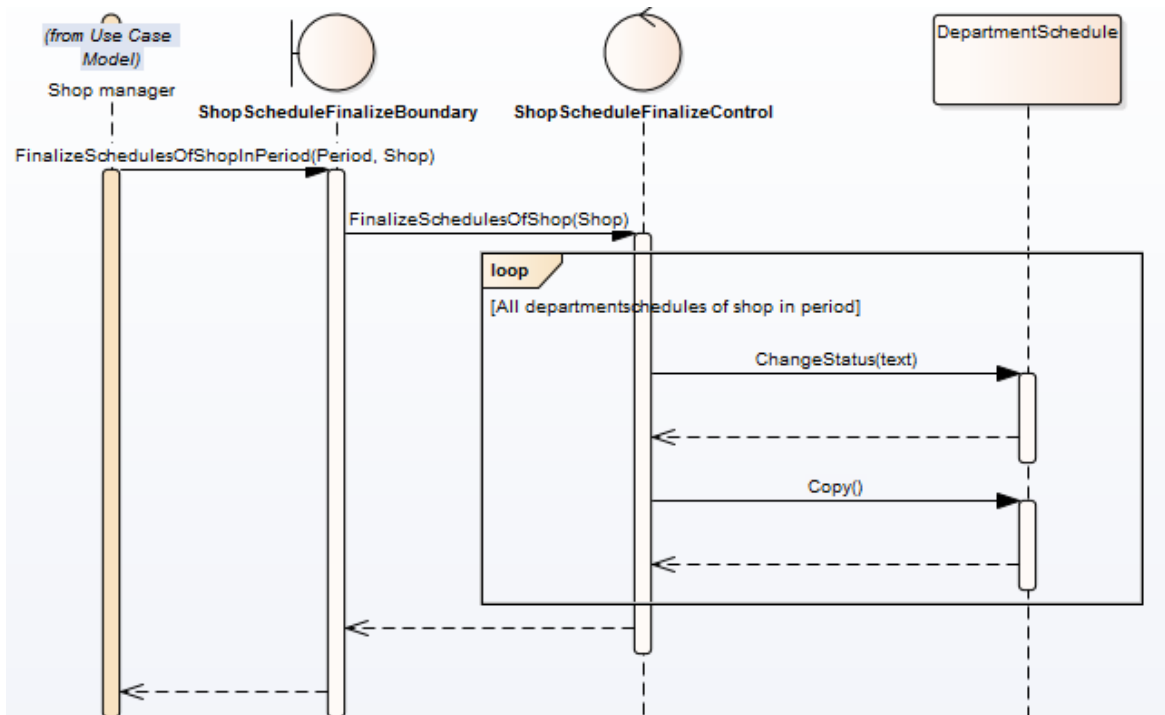 (from Use Case
Model)
Shop manager
ShopScheduleFinalizeBoundary
ShopScheduleFinalizeControl
DepartmentSchedule
FinalizeSchedulesOfShopInPeriod(Period, Shop)
FinalizeSchedulesOfShop(Shop)
loop
[All departmentschedules of shop in period]
ChangeStatus(text)
Copy()